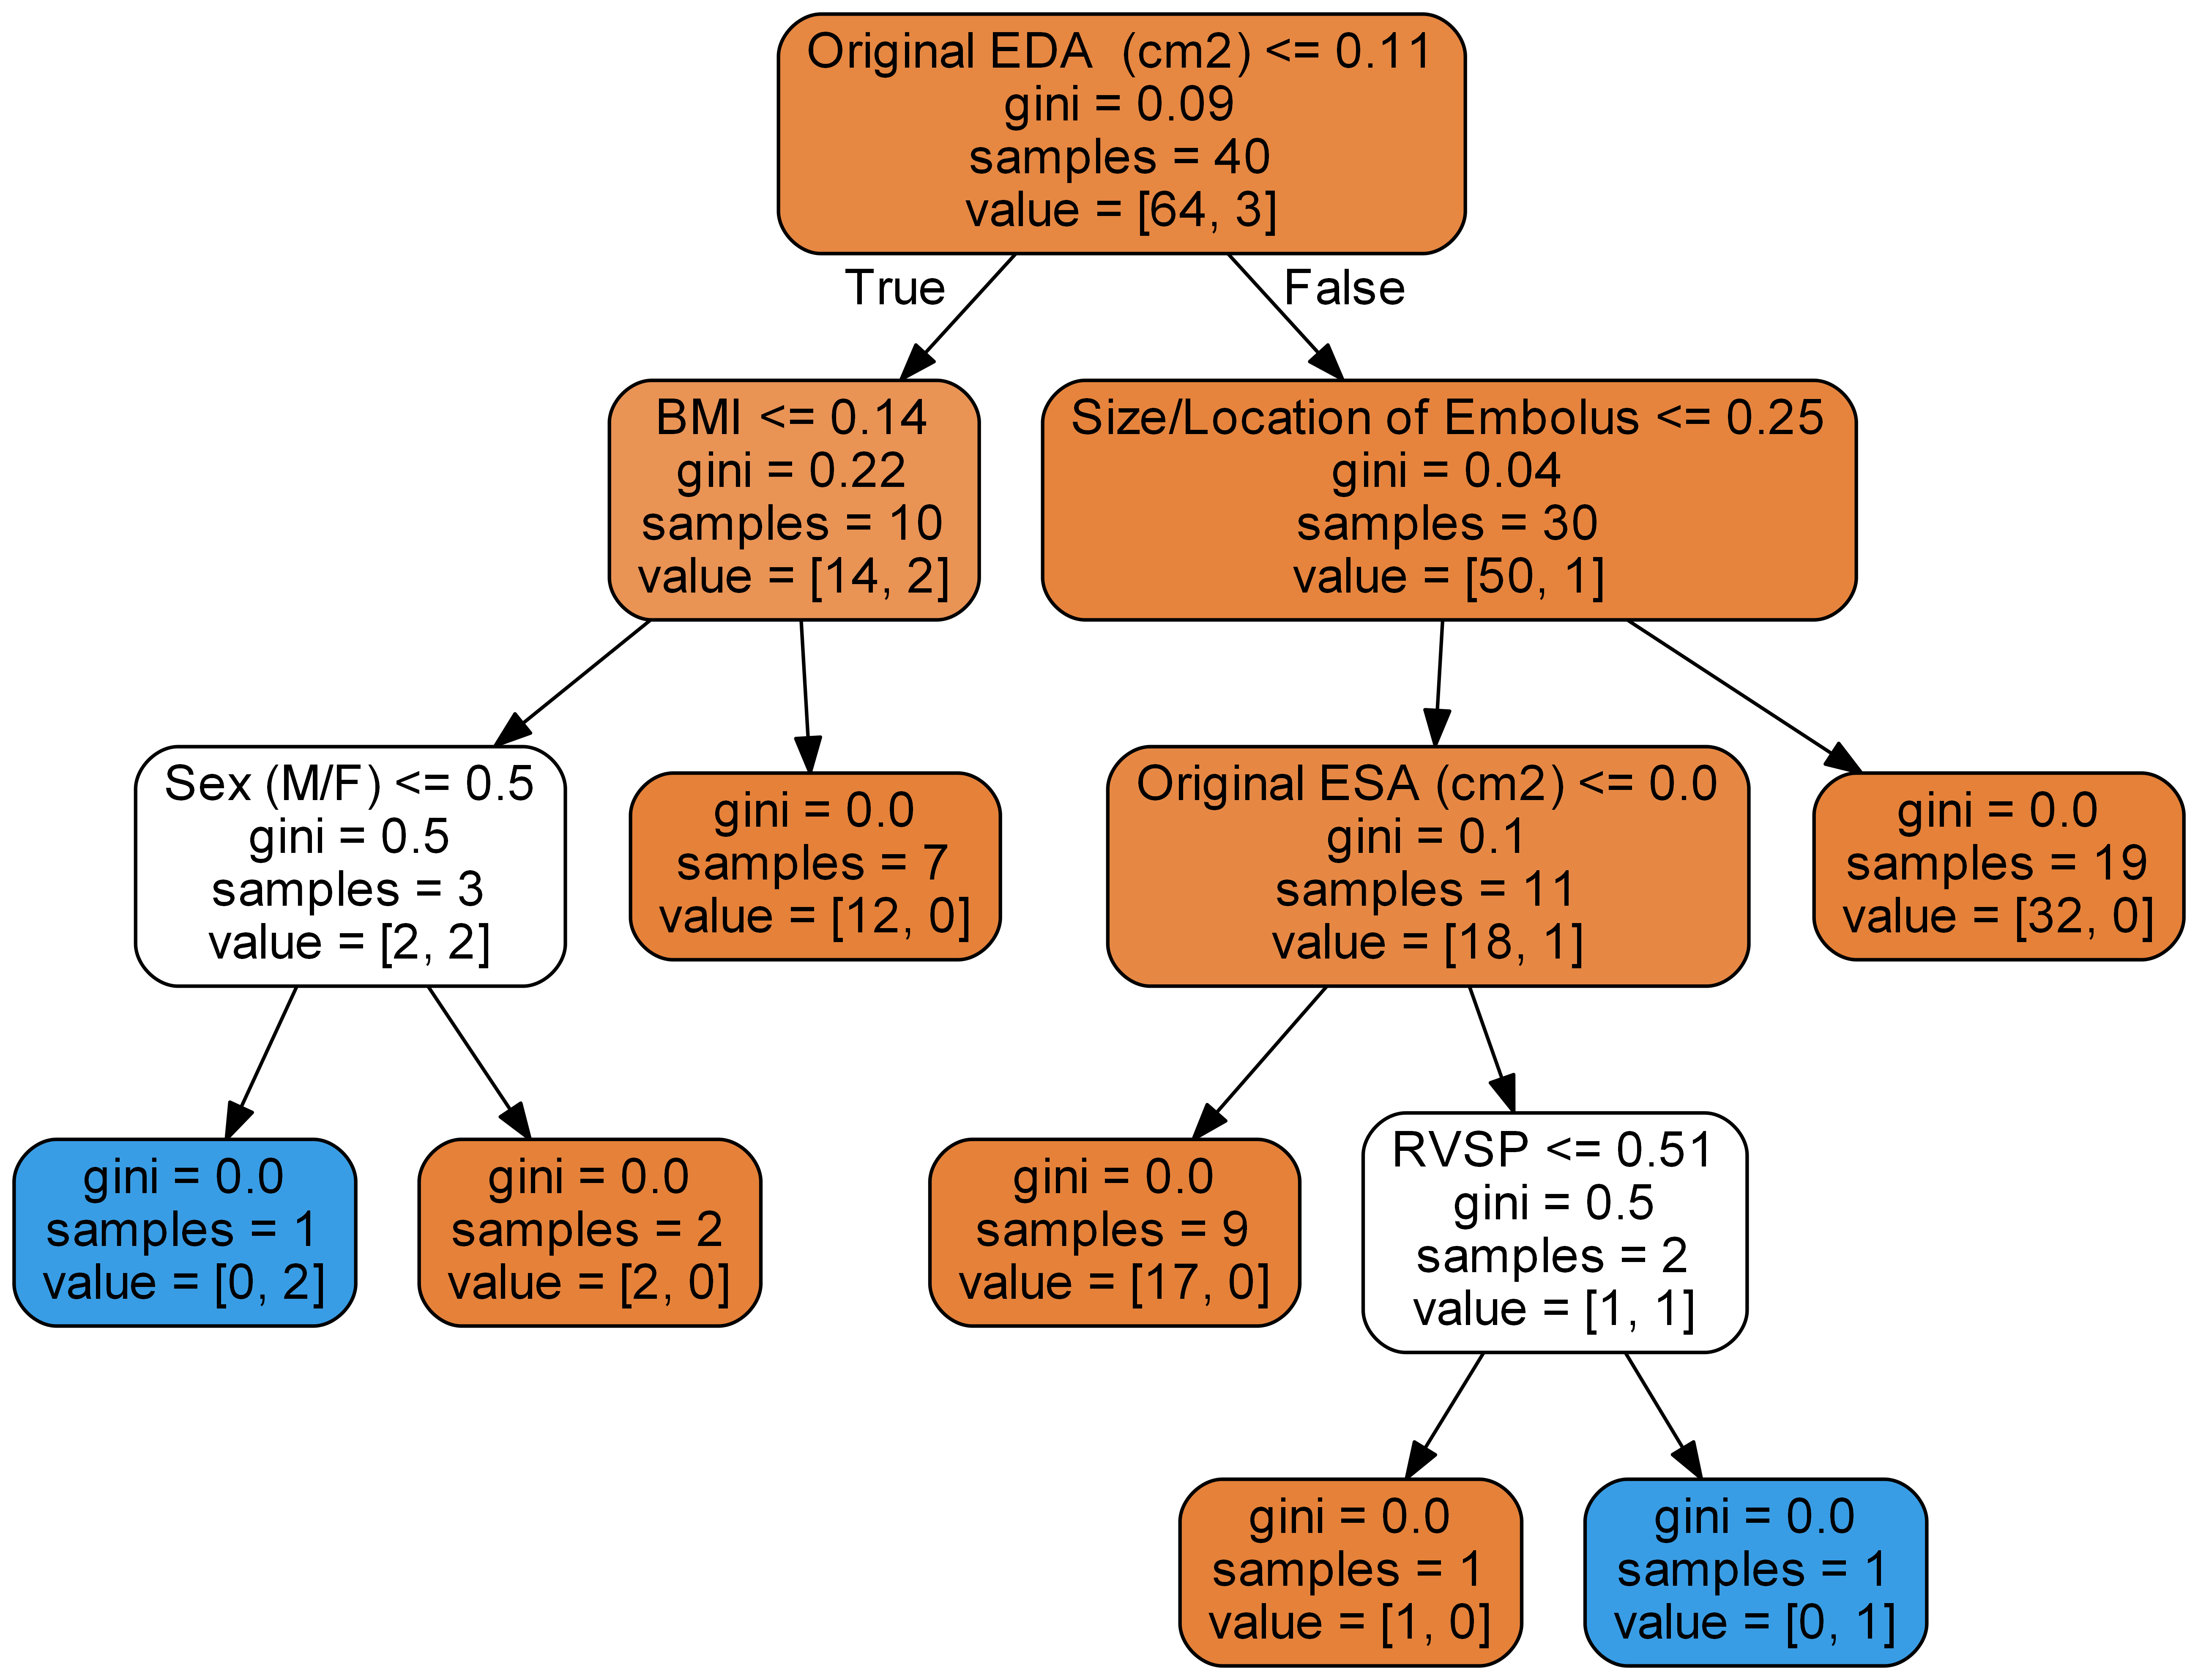 Original EDA  (cm2) <= 0.11
gini = 0.09
samples = 40
value = [64, 3]
True
False
BMI <= 0.14
gini = 0.22
samples = 10
value = [14, 2]
Size/Location of Embolus <= 0.25
gini = 0.04
samples = 30
value = [50, 1]
Sex (M/F) <= 0.5
gini = 0.5
samples = 3
value = [2, 2]
gini = 0.0
samples = 7
value = [12, 0]
Original ESA (cm2) <= 0.0
gini = 0.1
samples = 11
value = [18, 1]
gini = 0.0
samples = 19
value = [32, 0]
gini = 0.0
samples = 1
value = [0, 2]
gini = 0.0
samples = 2
value = [2, 0]
gini = 0.0
samples = 9
value = [17, 0]
RVSP <= 0.51
gini = 0.5
samples = 2
value = [1, 1]
gini = 0.0
samples = 1
value = [1, 0]
gini = 0.0
samples = 1
value = [0, 1]